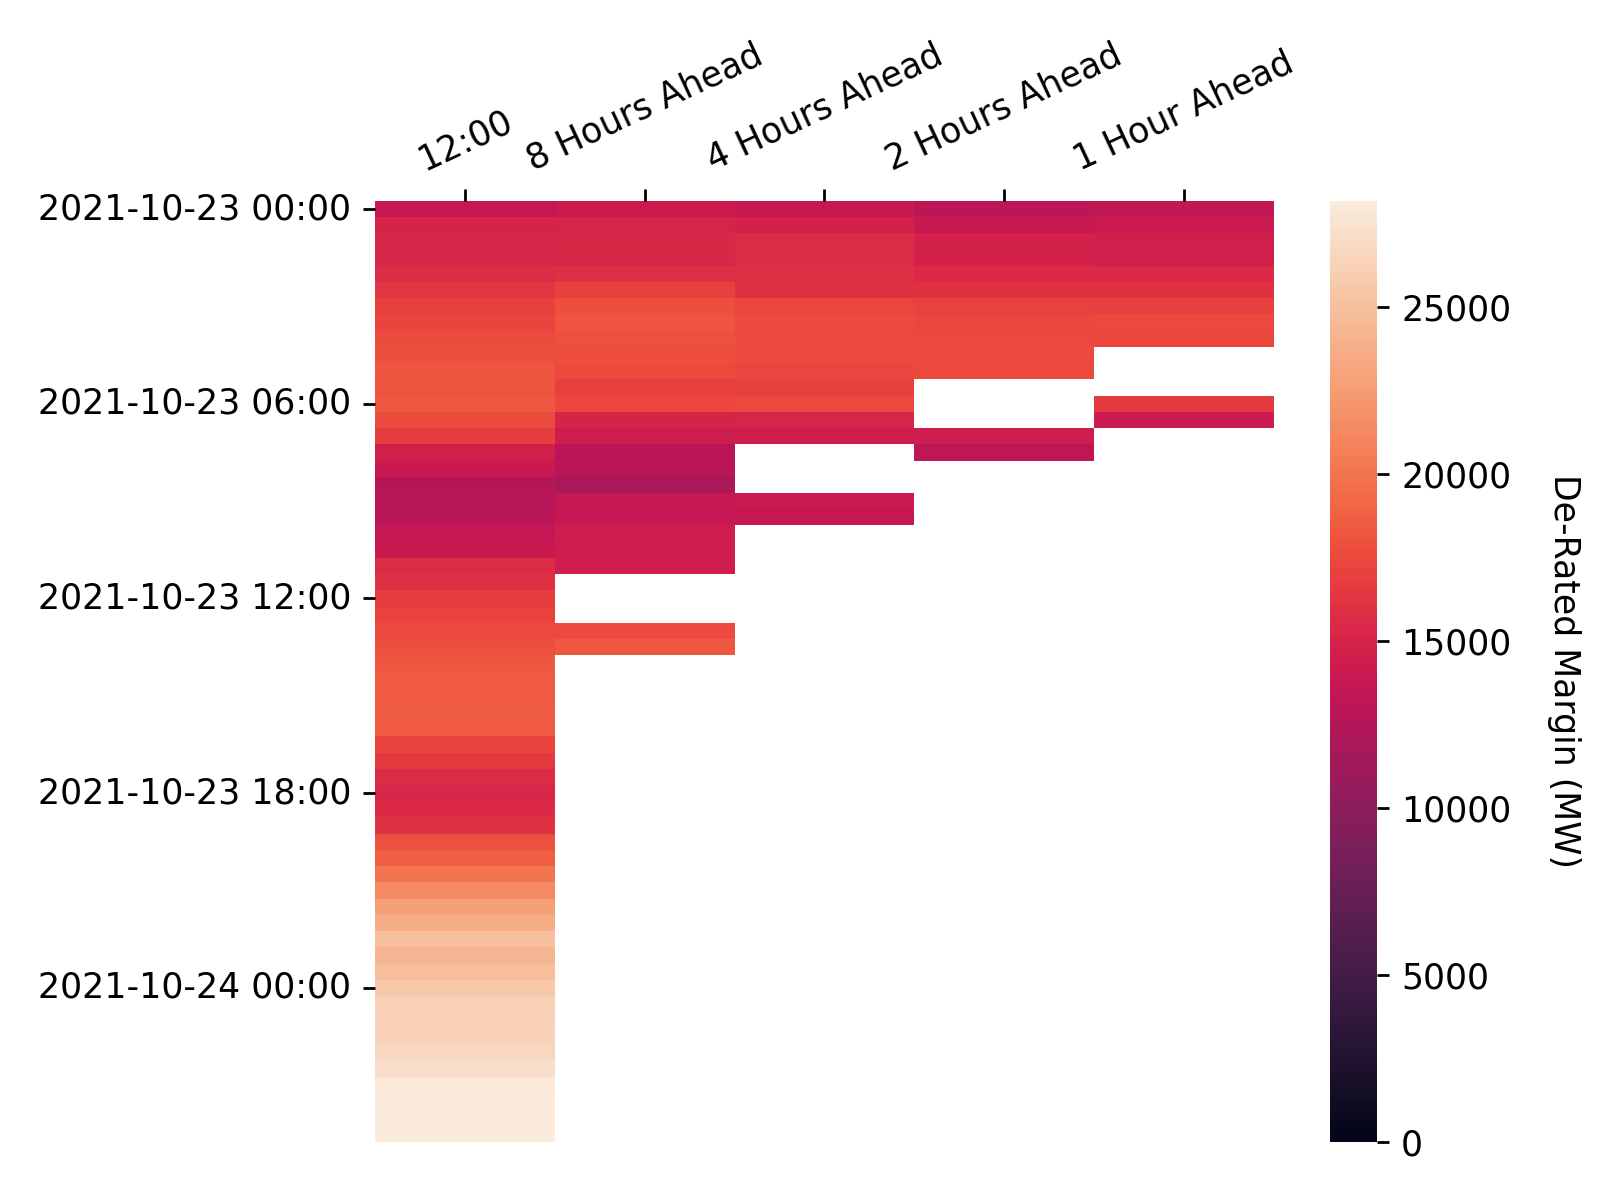 12:00
8 Hours Ahead
4 Hours Ahead
2 Hours Ahead
1 Hour Ahead
2021-10-23 00:00
2021-10-23 06:00
2021-10-23 12:00
2021-10-23 18:00
2021-10-24 00:00
25000
20000
15000
10000
5000
0
De-Rated Margin (MW)